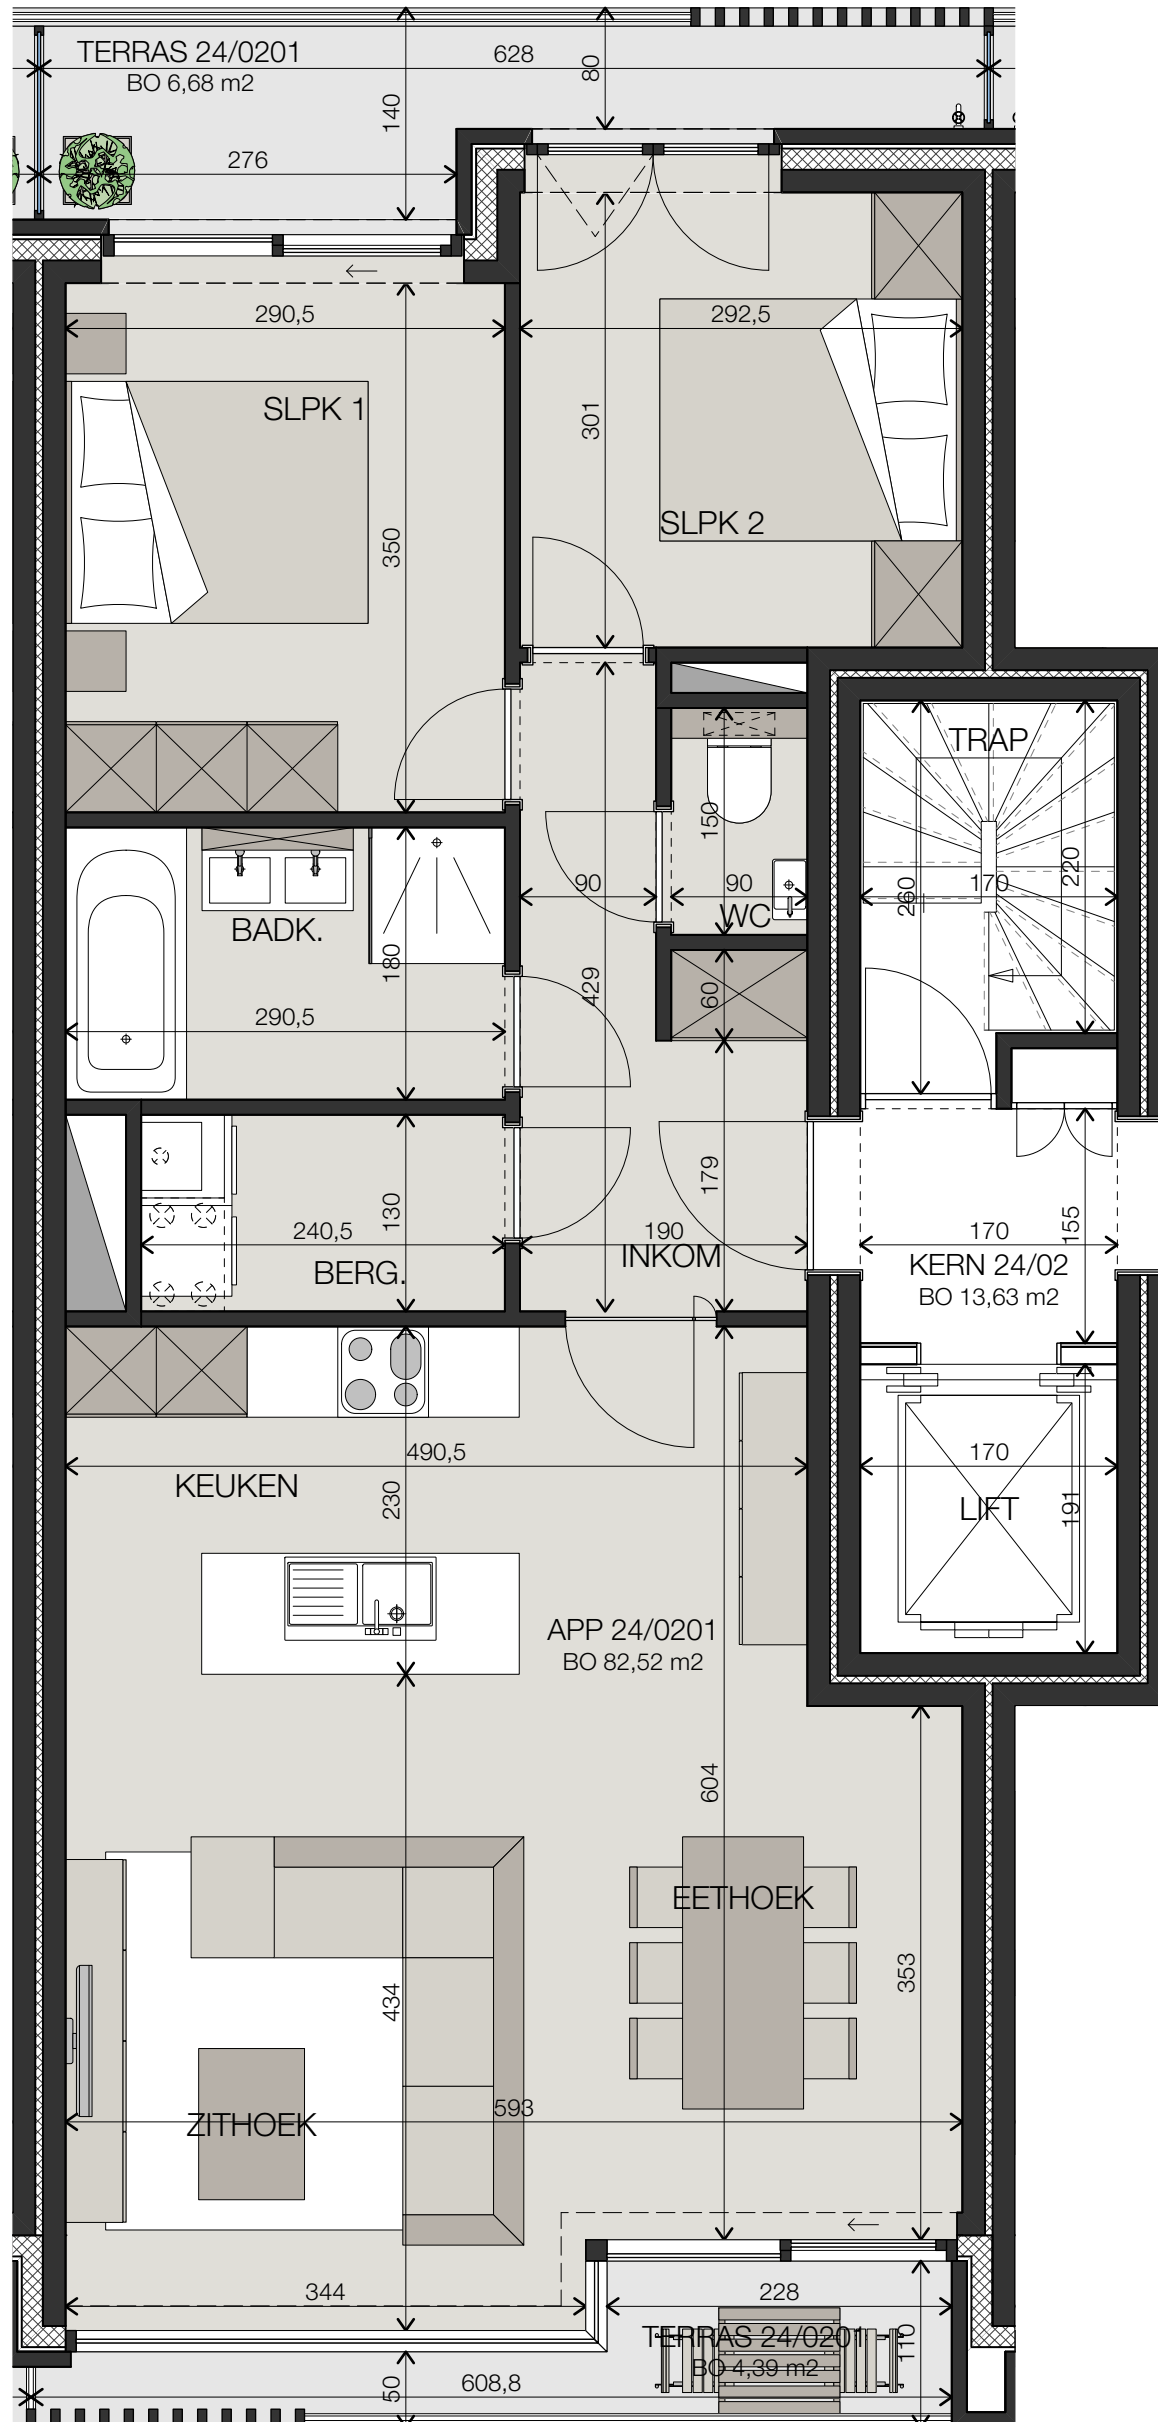 140
TERRAS 24/0201
BO 6,68 m2
628
80
276
290,5
292,5
SLPK 1
301
SLPK 2
350
TRAP
150
220
90
90
260
170
WC
BADK.
180
429
60
290,5
179
130
155
240,5
190
170
INKOM
BERG.
KERN 24/02
BO 13,63 m2
490,5
170
KEUKEN
230
191
LIFT
APP 24/0201
BO 82,52 m2
604
EETHOEK
434
353
593
ZITHOEK
344
228
TERRAS 24/0201
110
BO 4,39 m2
50
608,8